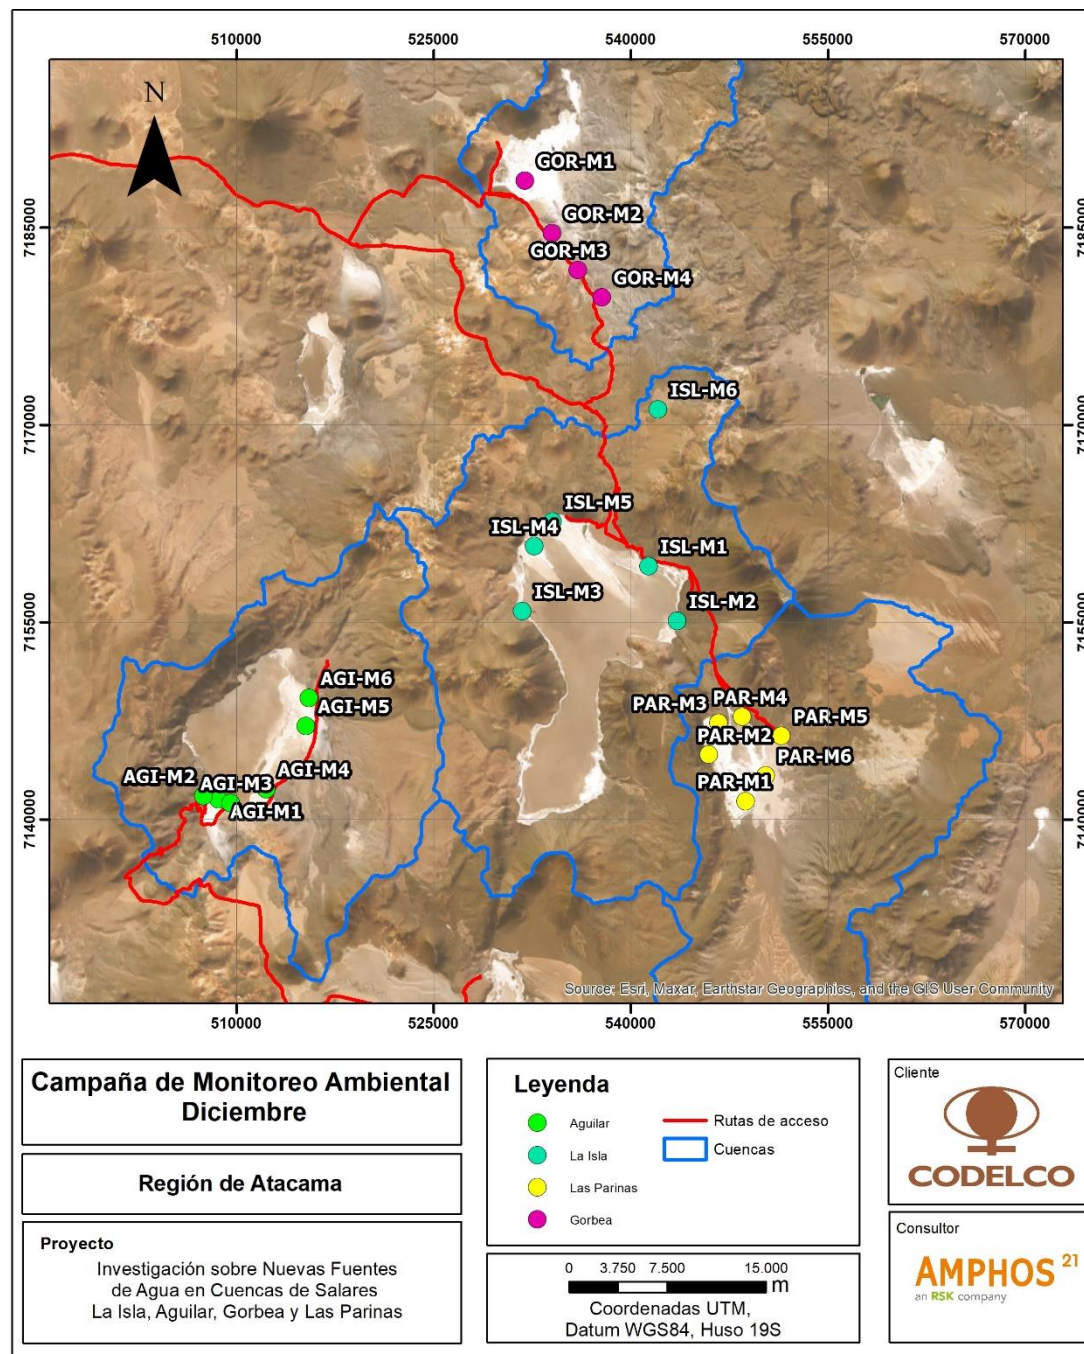 510000 525000 540000 555000 570000
N
7185000
7185000
GOR-M1
GOR-M2
GOR-M3
GOR-M4
7170000
7170000
ISL-M6
ISL-M5
ISL-M4
ISL-M1
ISL-M3
ISL-M2
7155000
7155000
AGI-M6
AGI-M5
PAR-M4
PAR-M3
PAR-M5
PAR-M2
PAR-M6
PAR-M1
AGI-M4
AGI-M2
AGI-M3
AGI-M1
7140000
7140000
Source: Esri, Maxar, Earthstar Geographics, and the GIS User Community
510000 525000 540000 555000 570000
Campaña de Monitoreo Ambiental
Diciembre
Región de Atacama
Proyecto
Investigación sobre Nuevas Fuentes
de Agua en Cuencas de Salares
La Isla, Aguilar, Gorbea y Las Parinas
Leyenda
Aguilar
La Isla
Las Parinas
Gorbea
Rutas de acceso
Cuencas
0 3.750 7.500 15.000
m
Coordenadas UTM,
Datum WGS84, Huso 19S
Cliente
CODELCO
Consultor
AMPHOS 21
an RSK company